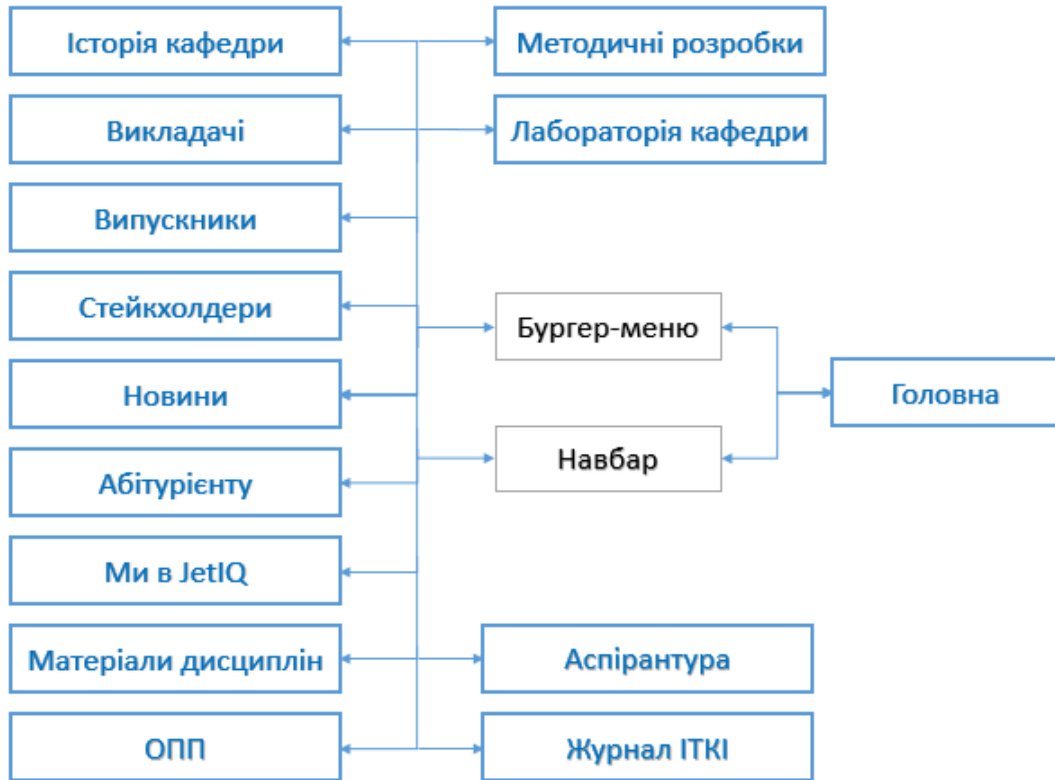 Історія кафедри
Методичні розробки
Викладачі
Лабораторія кафедри
Випускники
Стейкхолдери
Бургер-меню
Новини
Головна
Навбар
Абітурієнту
Ми в JetIQ
Матеріали дисциплін
Аспірантура
ОПП
Журнал ІТКІ